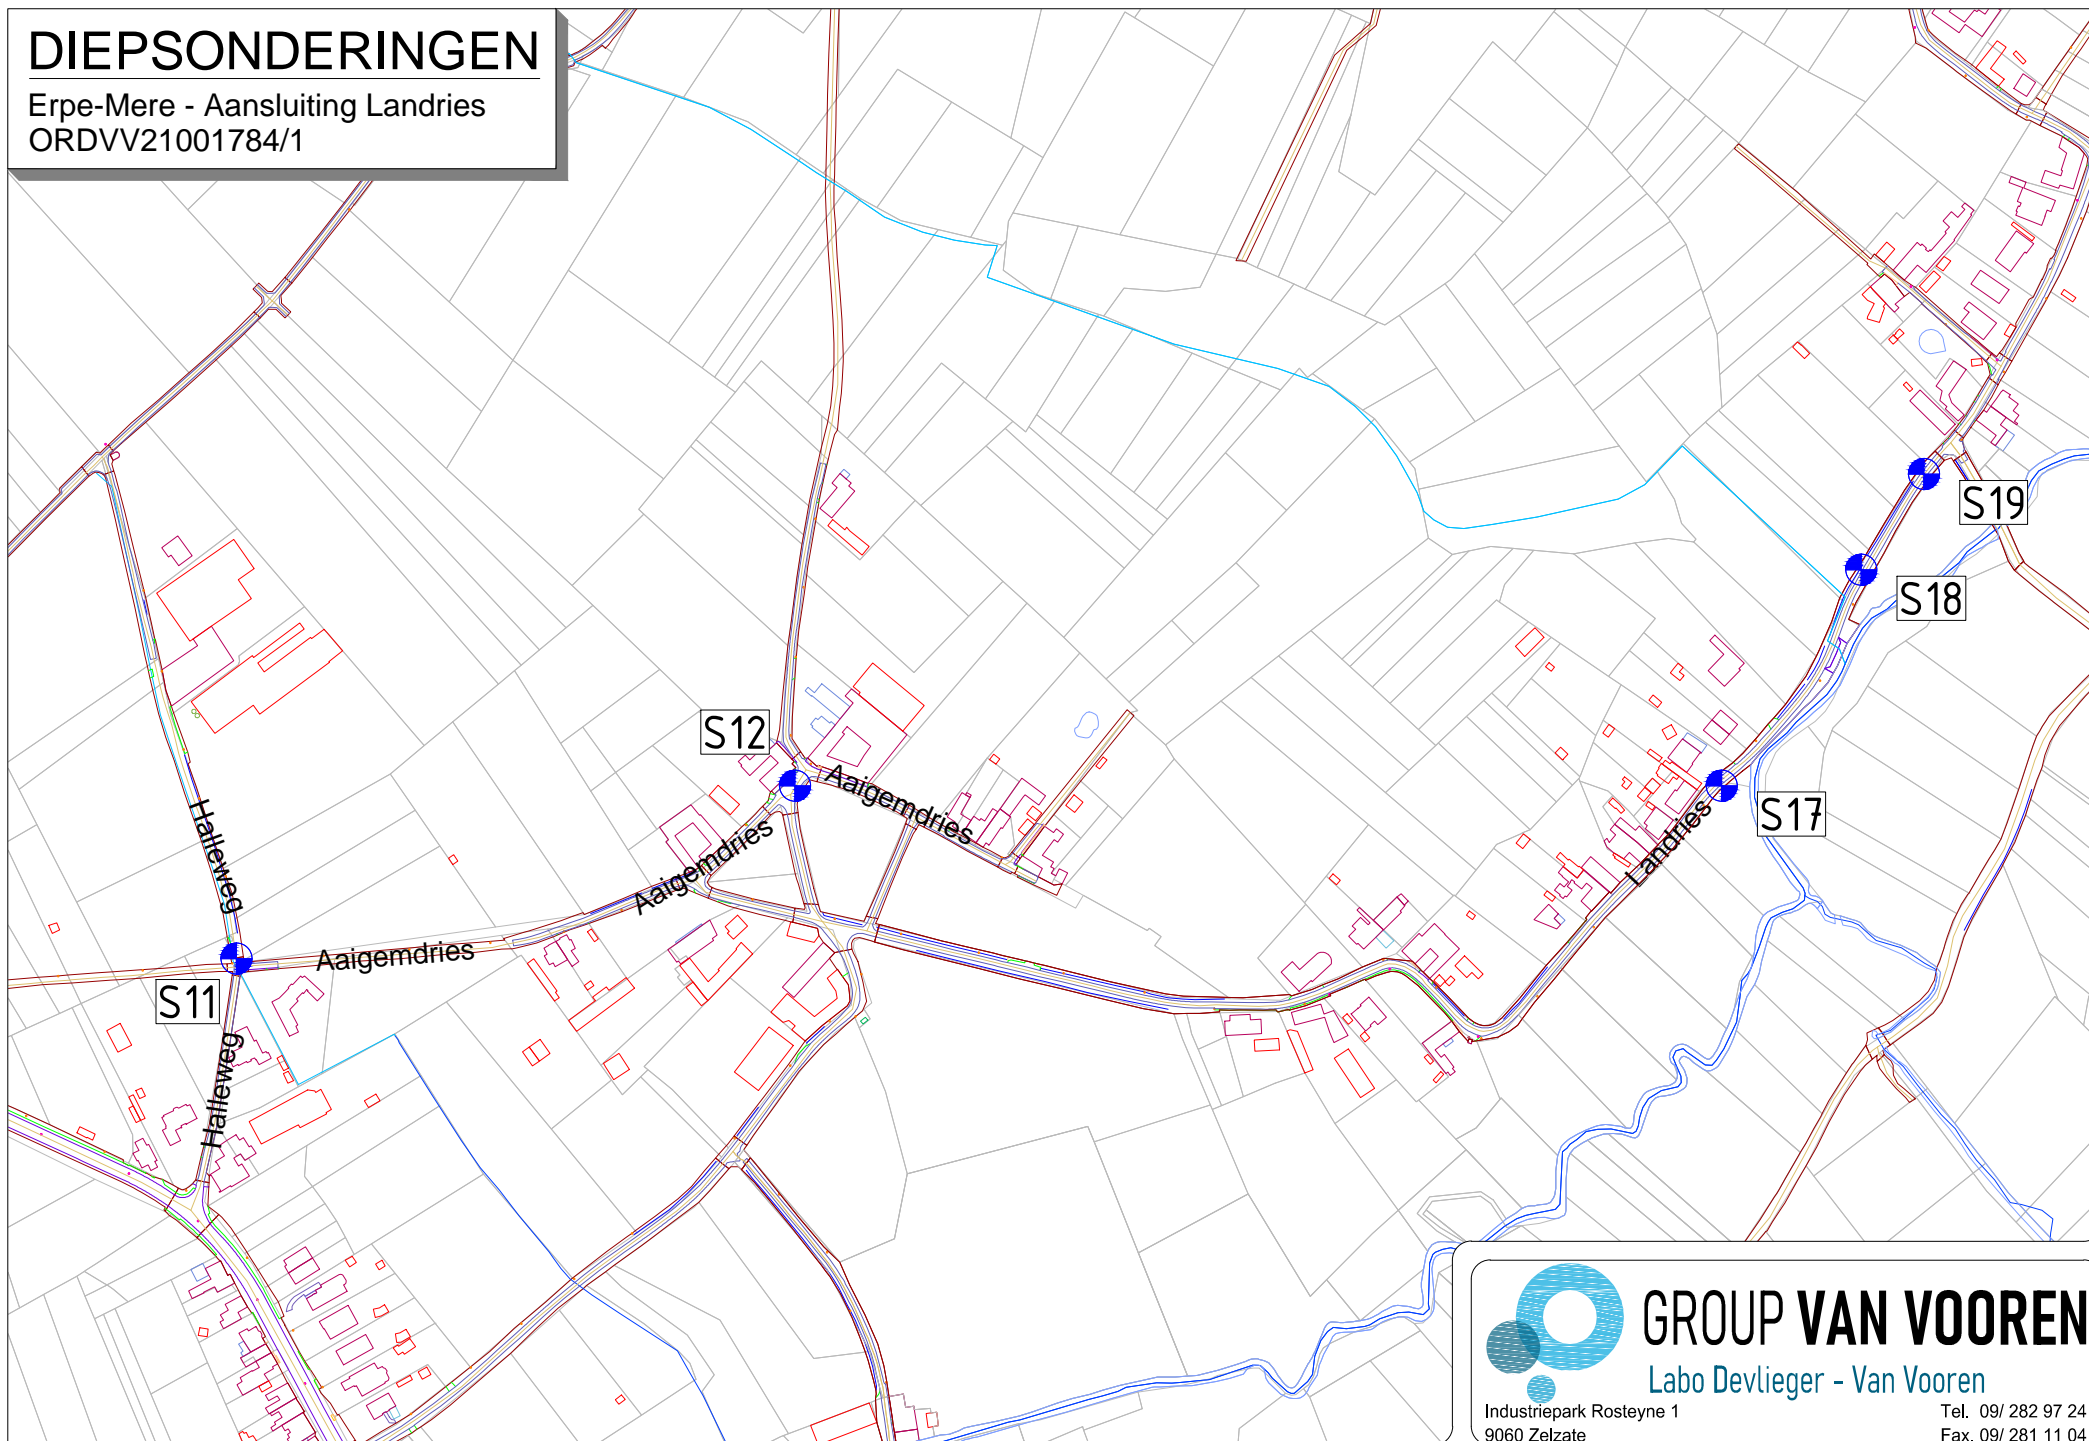 DIEPSONDERINGEN
Erpe-Mere - Aansluiting Landries
ORDVV21001784/1
S19
S18
S12
Aaigemdries
S17
Halleweg
Aaigemdries
Landries
Aaigemdries
S11
Halleweg
GROUP VAN VOOREN
Labo Devlieger - Van Vooren
Industriepark Rosteyne 1 Tel. 09/ 282 97 24
9060 Zelzate Fax. 09/ 281 11 04